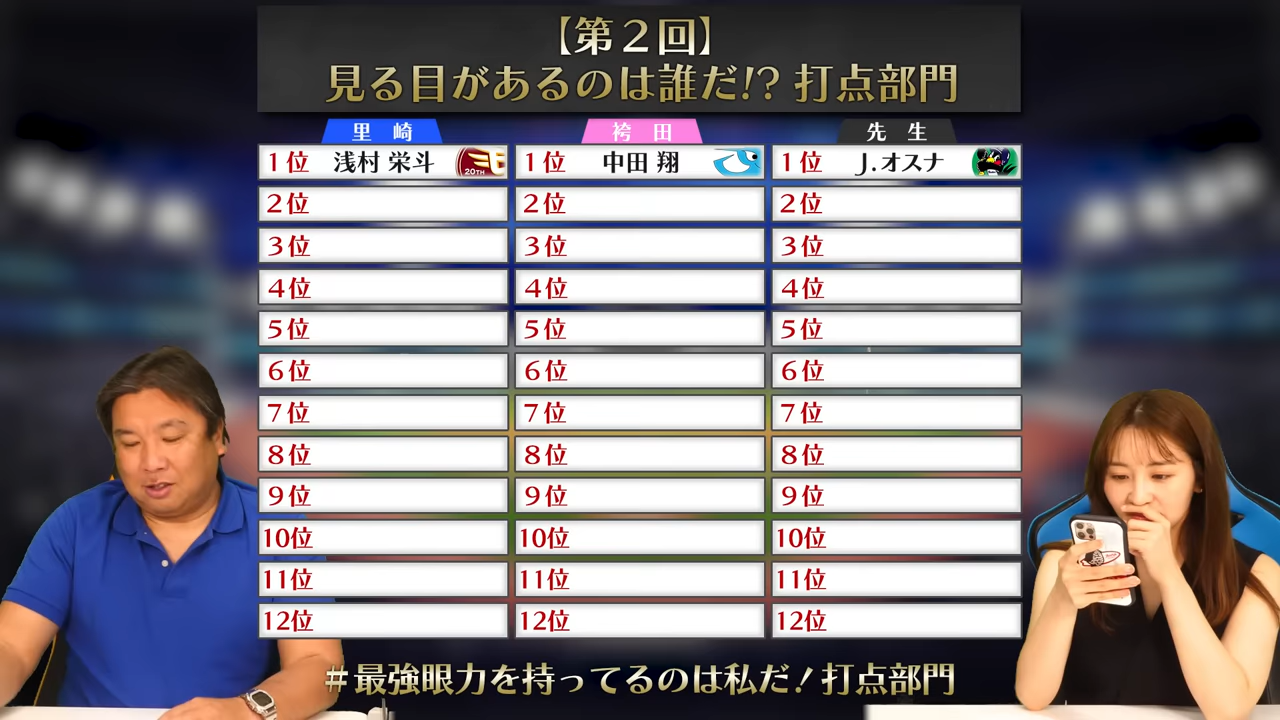 【第2回】
見る目があるのは誰だ!? 打点部門
里崎 袴田 先生
1位 浅村 栄斗 20TH 1位 中田 翔 1位 J.オスナ
2位 2位 2位
3位 3位 3位
4位 4位 4位
5位 5位 5位
6位 6位 6位
7位 7位 7位
8位 8位 8位
9位 9位 9位
10位 10位 10位
11位 11位 11位
12位 12位 12位
#最強眼力を持ってるのは私だ!打点部門